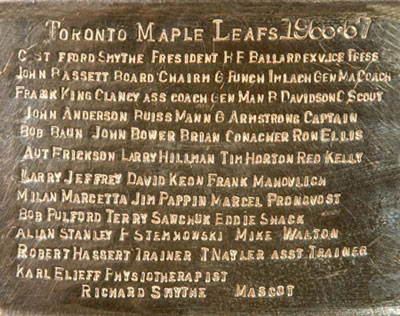 TORONTO MAPLE LEAFS 1966-67
C ST FFORD SMYTHE PRESIDENT H F BALLARD EX VICE PRESS
JOHN BASSETT BOARD CHAIRM G PUNCH IMLACH GEN MA COACH
FRANK KING CLANCY ASS COACH GEN MAN B DAVIDSON C SCOUT
JOHN ANDERSON BUISS MANN G ARMSTRONG CAPTAIN
BOB BAUN JOHN BOWER BRIAN CONACHER RON ELLIS
AUT ERICKSON LARRY HILLMAN TIM HORTON RED KELLY
LARRY JEFFREY DAVID KEON FRANK MAHOVLICH
MILAN MARCETTA JIM PAPPIN MARCEL PRONOVOST
BOB PULFORD TERRY SAWCHUK EDDIE SHACK
ALLAN STANLEY P STEMKOWSKI MIKE WALTON
ROBERT HAGGERT TRAINER T NAYLER ASST TRAINER
KARL ELIEFF PHYSIOTHERAPIST
RICHARD SMYTHE MASCOT